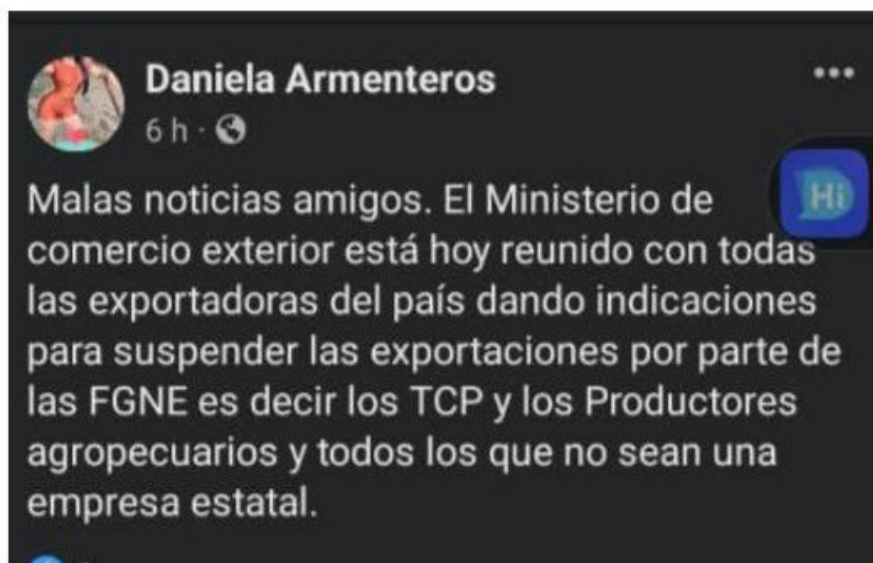 Daniela Armenteros
6 h ·
Hi
Malas noticias amigos. El Ministerio de
comercio exterior está hoy reunido con todas
las exportadoras del país dando indicaciones
para suspender las exportaciones por parte de
las FGNE es decir los TCP y los Productores
agropecuarios y todos los que no sean una
empresa estatal.